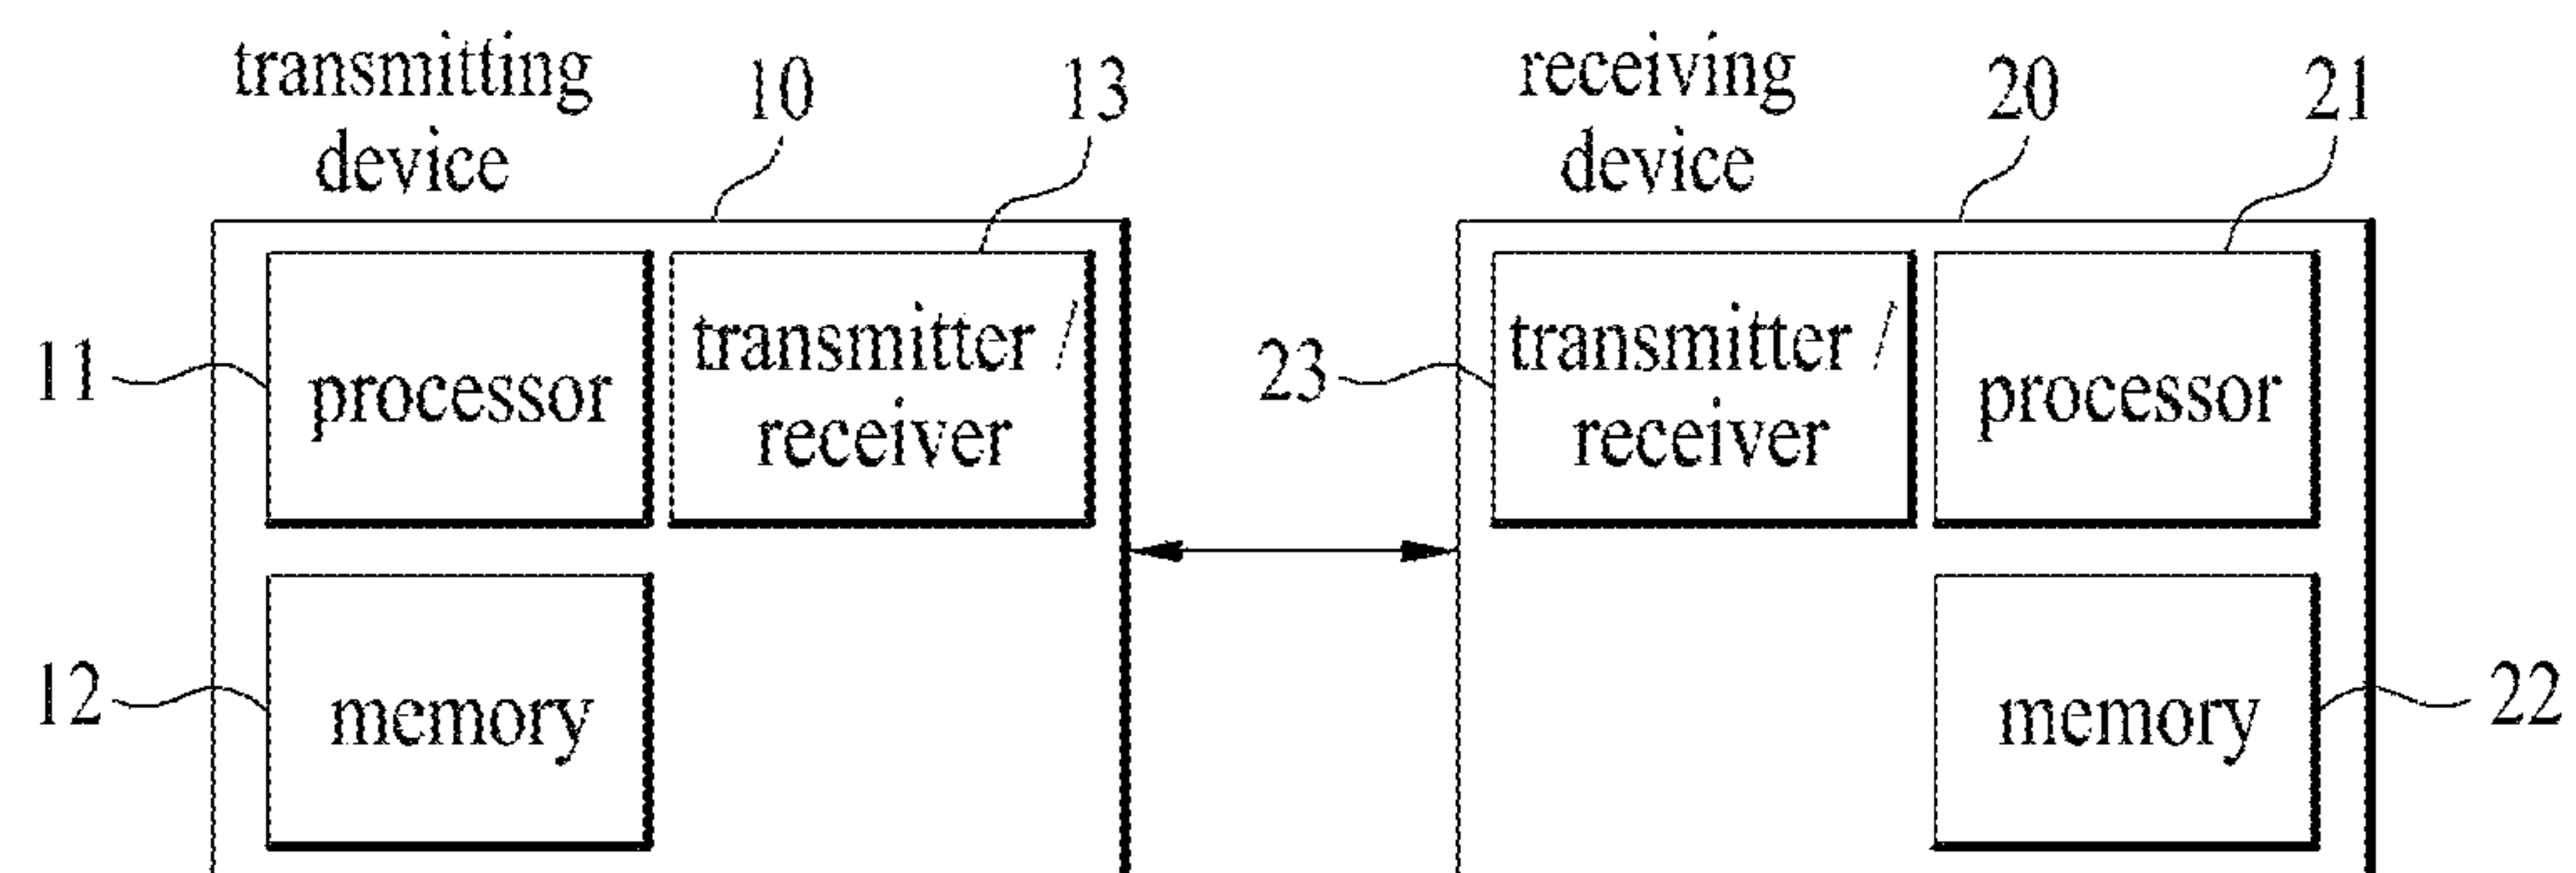 transmitting
device
10
13
receiving
device
20
21
11
processor
transmitter /
receiver
23
transmitter /
receiver
processor
12
memory
memory
22